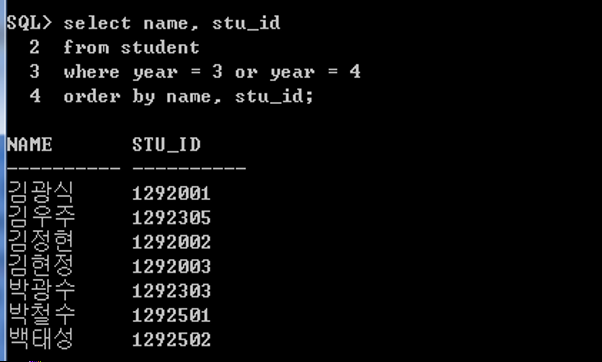 SQL> select name, stu_id
2 from student
3 where year = 3 or year = 4
4 order by name, stu_id;
NAME STU_ID
---------- ----------
김광식 1292001
김우주 1292305
김정현 1292002
김현정 1292003
박광수 1292303
박철수 1292501
백태성 1292502